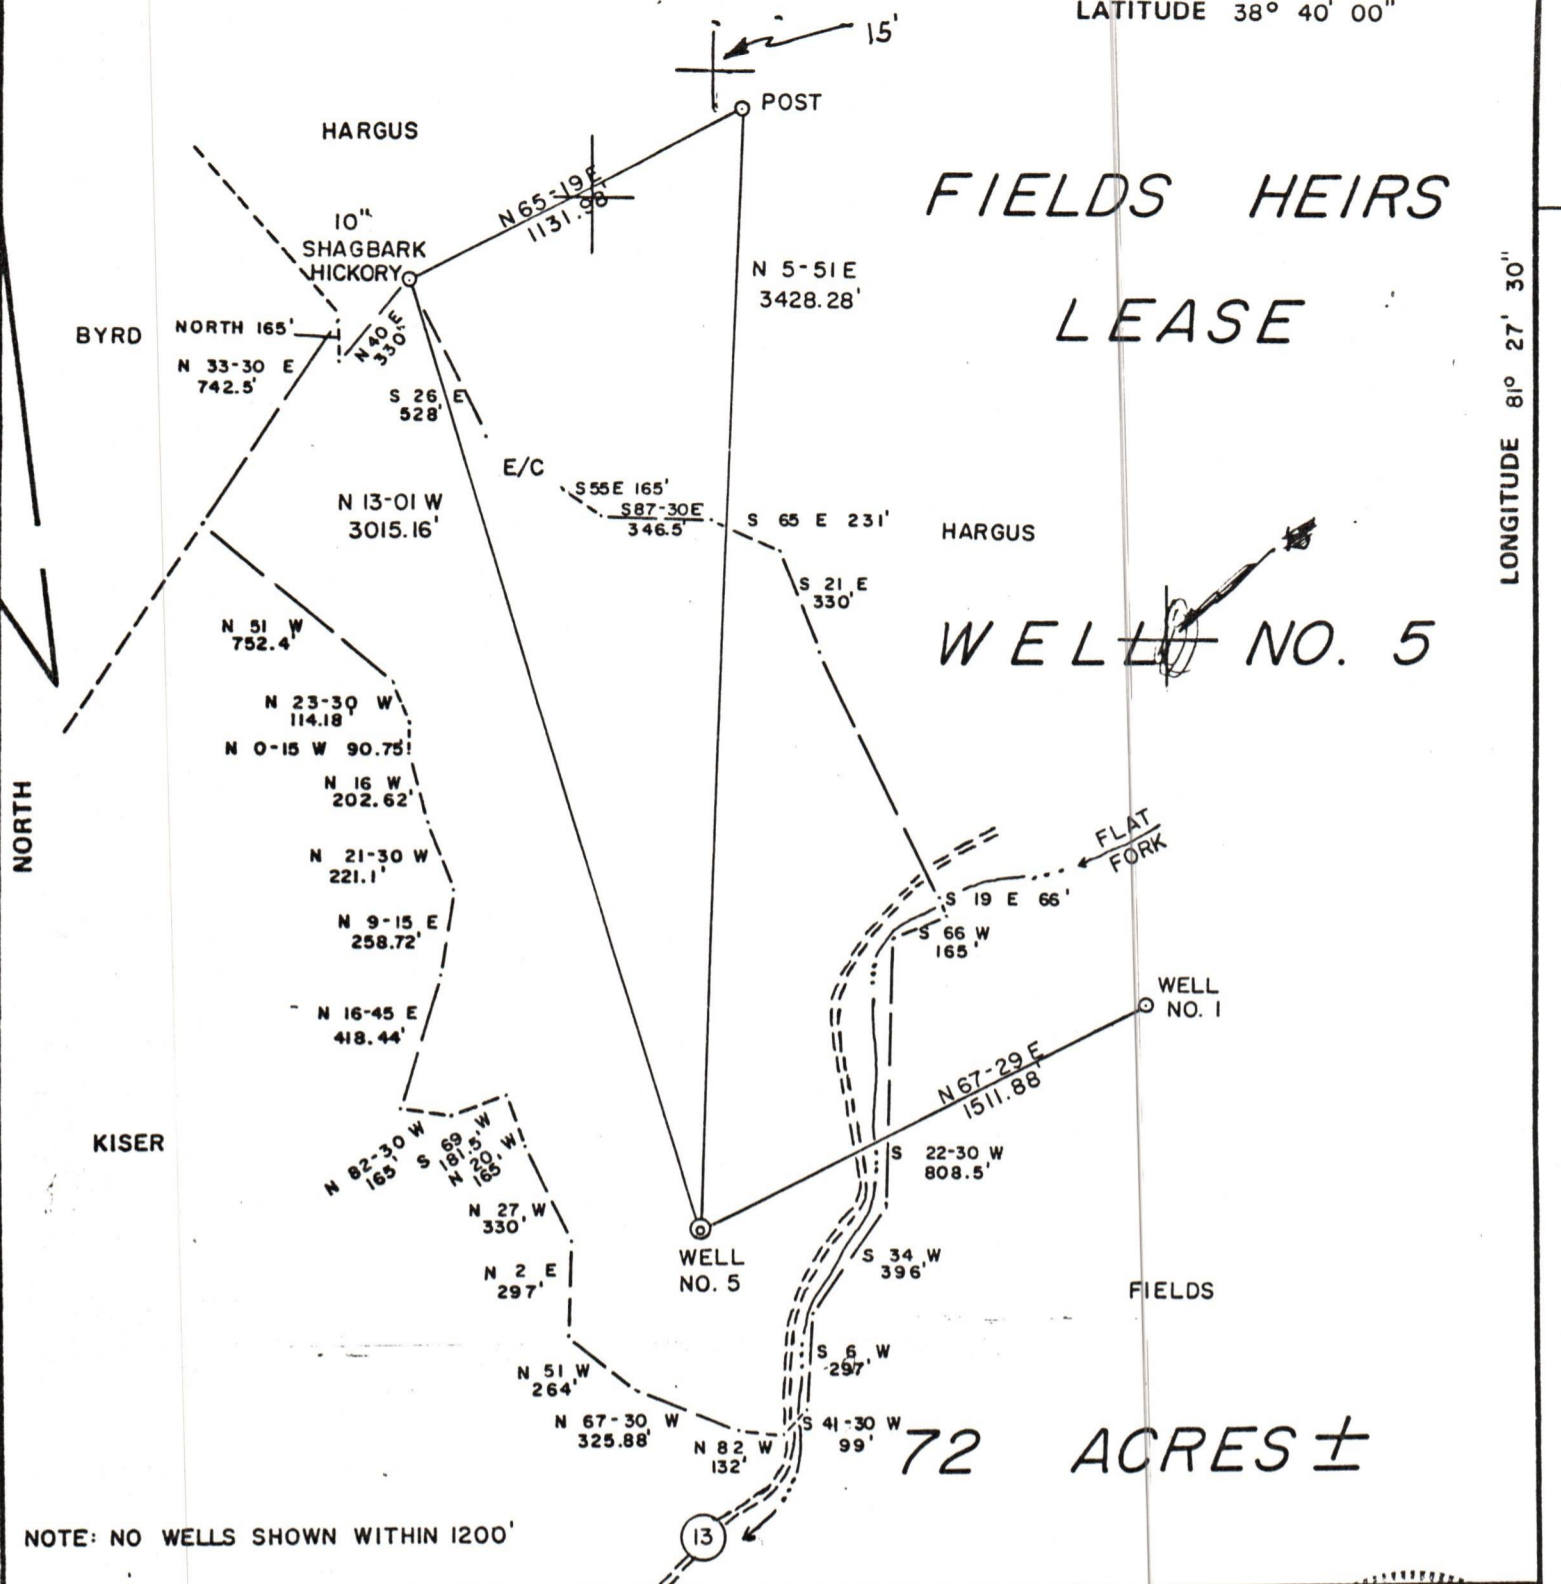 LATITUDE 38° 40' 00"
15'
POST
HARGUS
FIELDS HEIRS
LEASE
N 65-19 E
1131.98'
10"
SHAGBARK
HICKORY
N 5-51 E
3428.28'
LONGITUDE 81° 27' 30"
BYRD
NORTH 165'
N 40 E
330'
N 33-30 E
742.5'
S 26 E
528'
E/C
N 13-01 W
3015.16'
S 55 E 165'
S 87-30 E
346.5'
S 65 E 231'
HARGUS
S 21 E
330'
WELL NO. 5
N 51 W
752.4'
N 23-30 W
114.18'
N 0-15 W 90.75'
N 16 W
202.62'
NORTH
N 21-30 W
221.1'
FLAT
FORK
S 19 E 66'
N 9-15 E
258.72'
S 66 W
165'
N 16-45 E
418.44'
WELL
NO. 1
N 67-29 E
1511.88'
KISER
N 82-30 W
165'
S 69 W
181.5'
N 20 W
165'
S 22-30 W
808.5'
N 27 W
330'
WELL
NO. 5
S 34 W
396'
N 2 E
297'
FIELDS
S 6 W
297'
N 51 W
264'
N 67-30 W
325.88'
N 82 W
132'
S 41-30 W
99'
72 ACRES ±
NOTE: NO WELLS SHOWN WITHIN 1200'
13